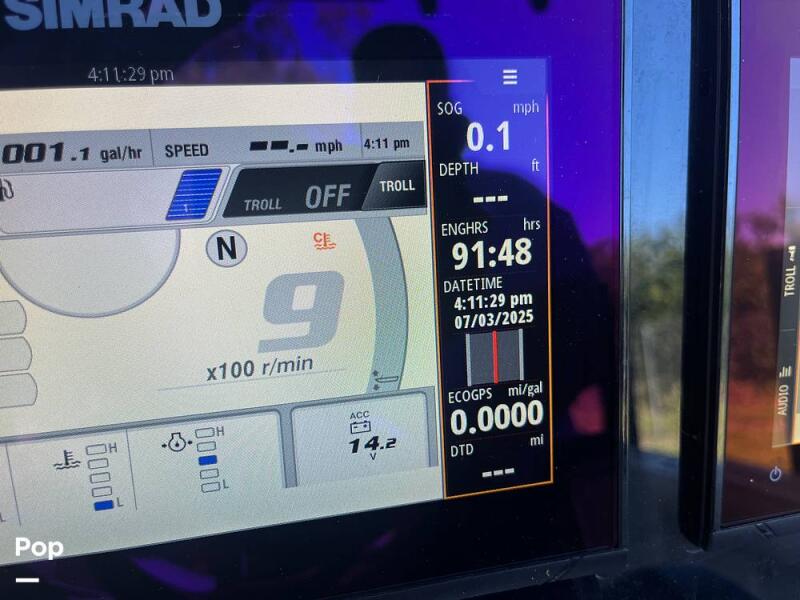 SIMRAD
4:11:29 pm
001.1 gal/hr
SPEED --.- mph
4:11 pm
TROLL OFF
TROLL
N
C
9
x100 r/min
H
L
H
L
ACC
14.2
V
SOG mph
0.1
DEPTH ft
---
ENGHRS hrs
91:48
DATETIME
4:11:29 pm
07/03/2025
ECOGPS mi/gal
0.0000
DTD mi
---
TROLL
AUDIO
Pop